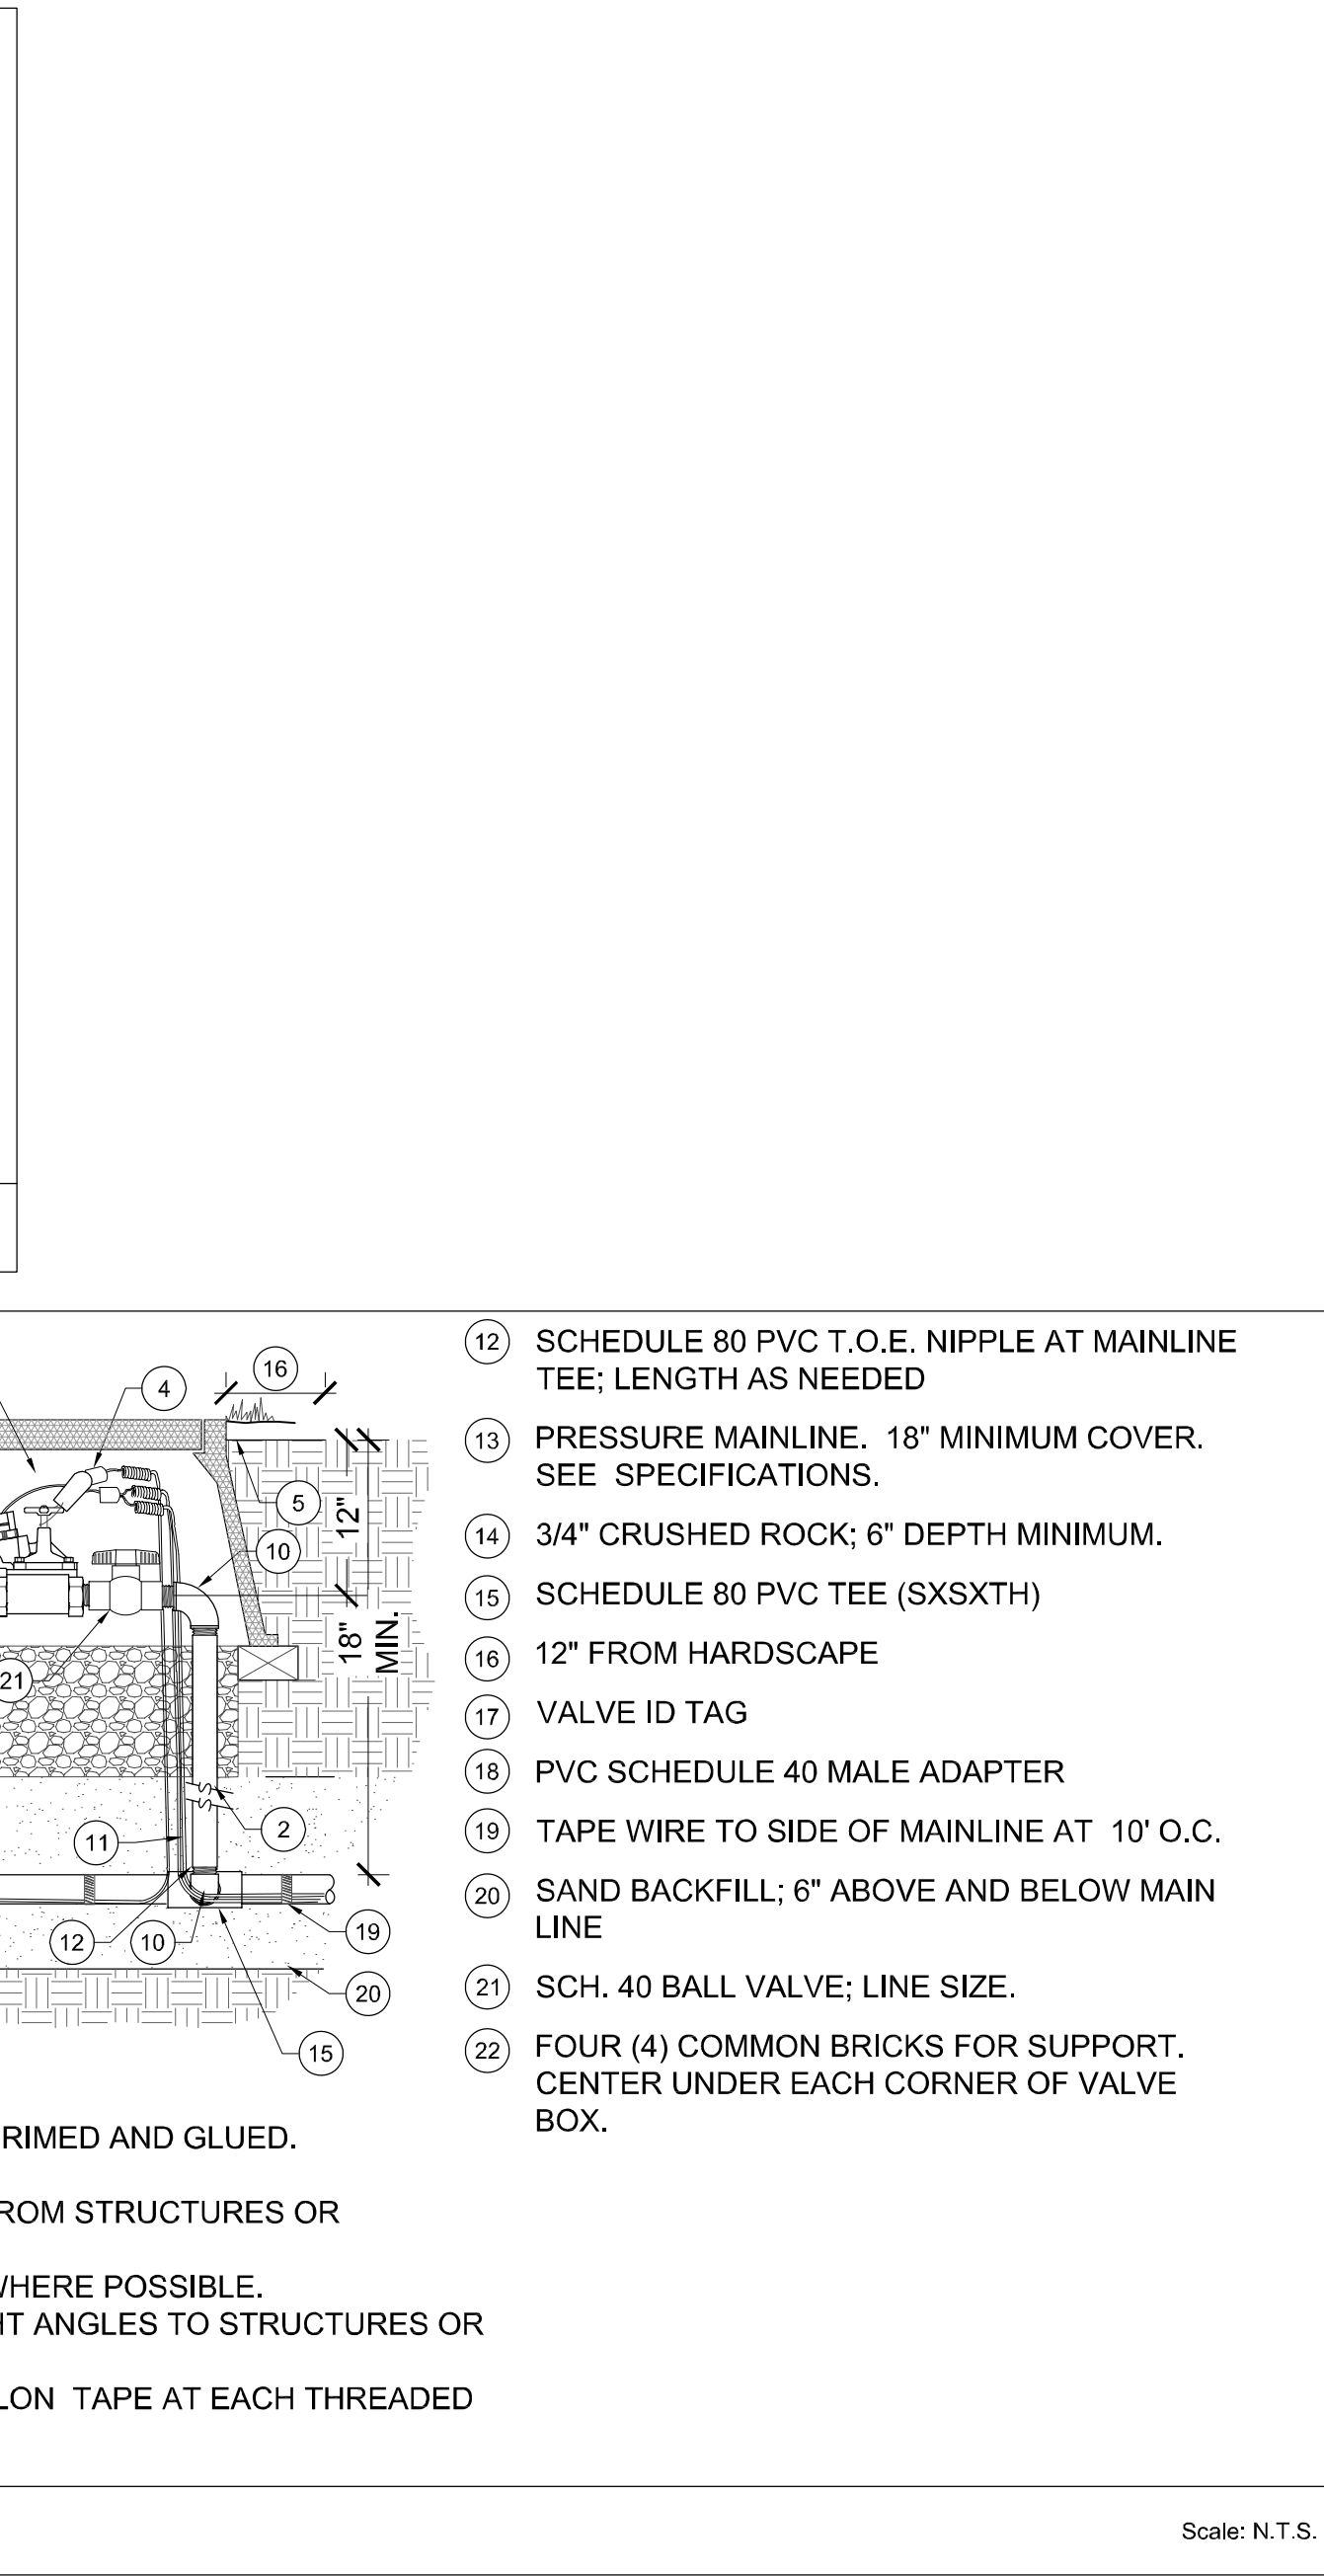 16
4
5
12"
10
18"
MIN.
21
2
11
12
10
19
20
15
12 SCHEDULE 80 PVC T.O.E. NIPPLE AT MAINLINE
TEE; LENGTH AS NEEDED
13 PRESSURE MAINLINE. 18" MINIMUM COVER.
SEE SPECIFICATIONS.
14 3/4" CRUSHED ROCK; 6" DEPTH MINIMUM.
15 SCHEDULE 80 PVC TEE (SXSXTH)
16 12" FROM HARDSCAPE
17 VALVE ID TAG
18 PVC SCHEDULE 40 MALE ADAPTER
19 TAPE WIRE TO SIDE OF MAINLINE AT 10' O.C.
20 SAND BACKFILL; 6" ABOVE AND BELOW MAIN
LINE
21 SCH. 40 BALL VALVE; LINE SIZE.
22 FOUR (4) COMMON BRICKS FOR SUPPORT.
CENTER UNDER EACH CORNER OF VALVE
BOX.
RIMED AND GLUED.
ROM STRUCTURES OR
WHERE POSSIBLE.
HT ANGLES TO STRUCTURES OR
LON TAPE AT EACH THREADED
Scale: N.T.S.